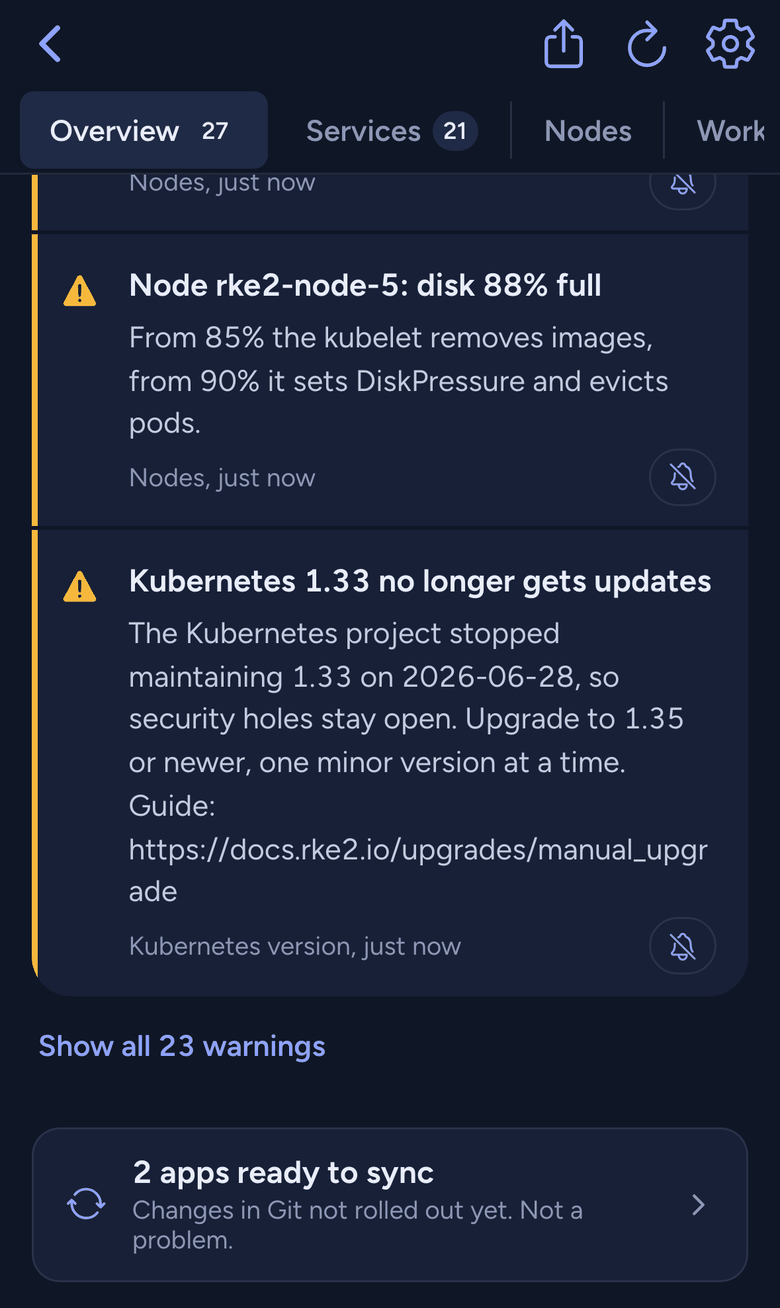 Overview 27
Services 21
Nodes
Work
Nodes, just now
Node rke2-node-5: disk 88% full
From 85% the kubelet removes images,
from 90% it sets DiskPressure and evicts
pods.
Nodes, just now
Kubernetes 1.33 no longer gets updates
The Kubernetes project stopped
maintaining 1.33 on 2026-06-28, so
security holes stay open. Upgrade to 1.35
or newer, one minor version at a time.
Guide:
https://docs.rke2.io/upgrades/manual_upgr
ade
Kubernetes version, just now
Show all 23 warnings
2 apps ready to sync
Changes in Git not rolled out yet. Not a
problem.